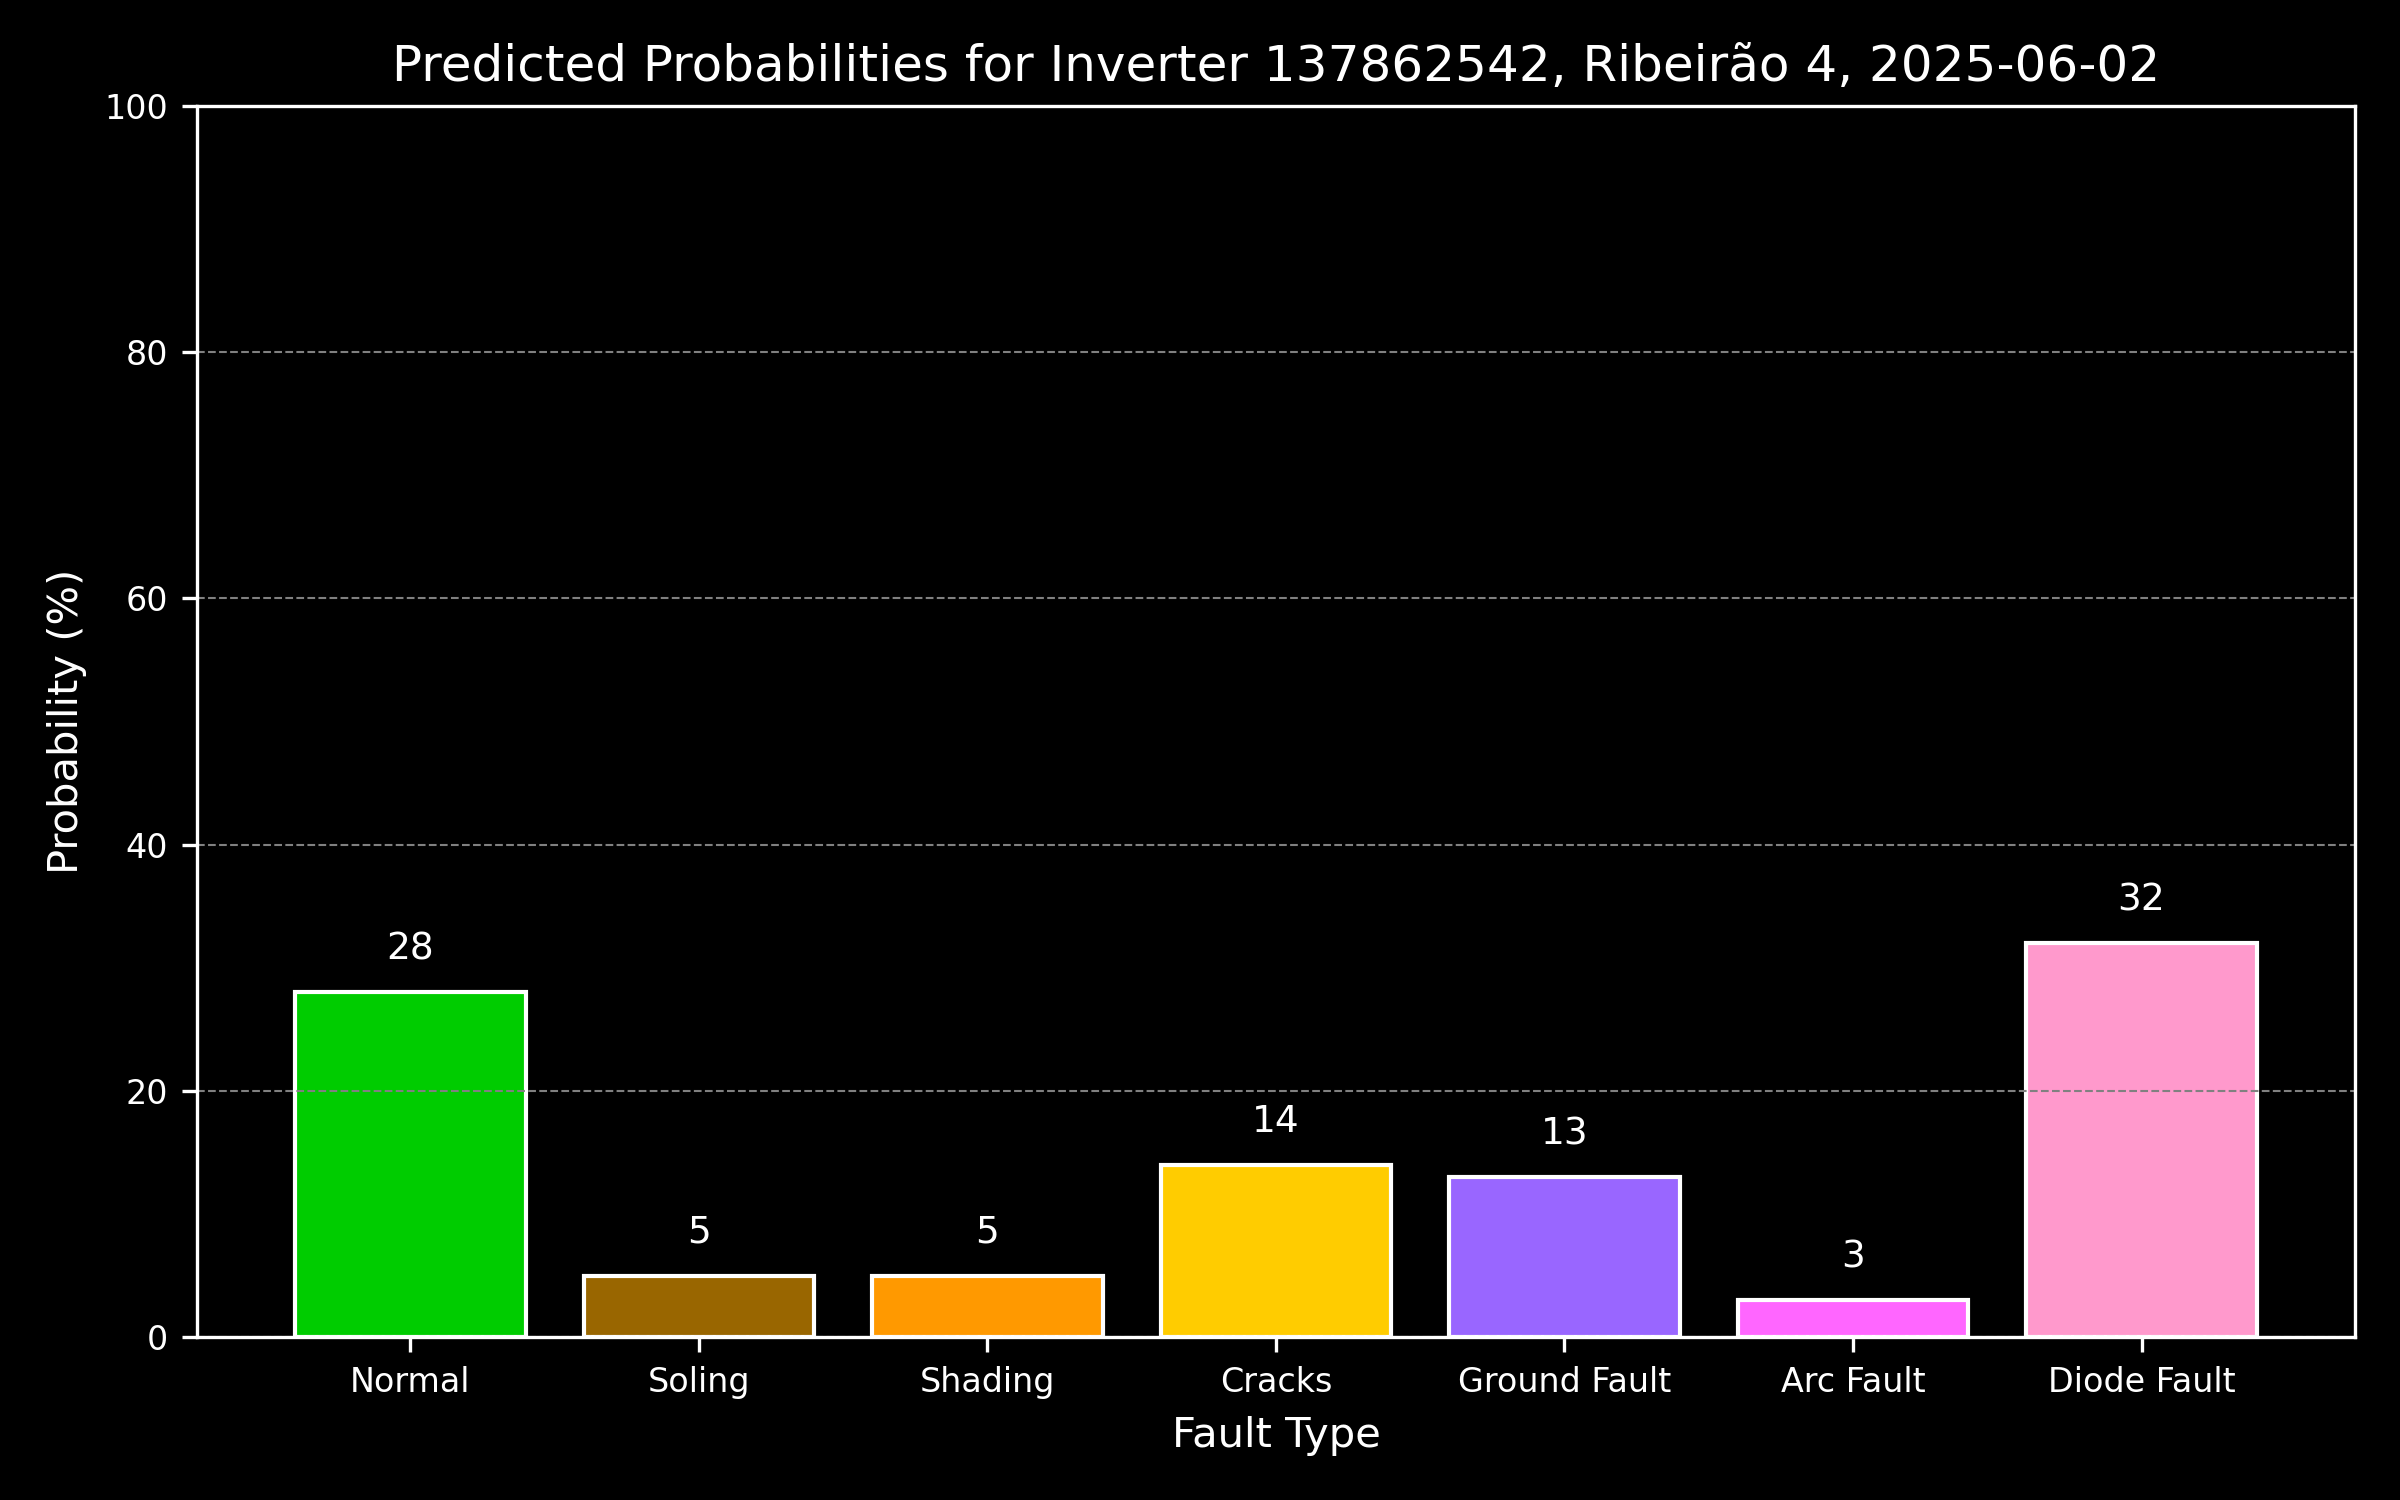 Predicted Probabilities for Inverter 137862542, Ribeirão 4, 2025-06-02
100
80
60
40
20
0
Probability (%)
28
5
5
14
13
3
32
Normal
Soling
Shading
Cracks
Ground Fault
Arc Fault
Diode Fault
Fault Type